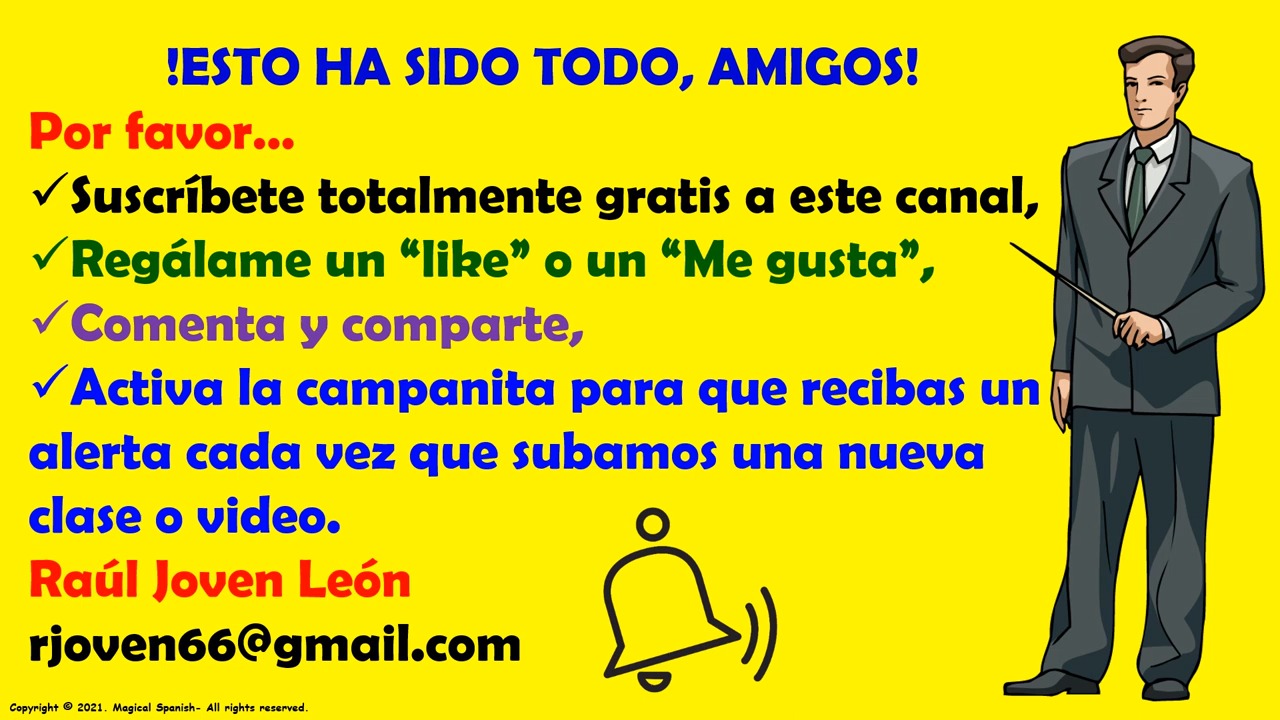 !ESTO HA SIDO TODO, AMIGOS!
Por favor...
✓Suscríbete totalmente gratis a este canal,
✓Regálame un “like” o un “Me gusta”,
✓Comenta y comparte,
✓Activa la campanita para que recibas un
alerta cada vez que subamos una nueva
clase o video.
Raúl Joven León
rjoven66@gmail.com
Copyright © 2021. Magical Spanish- All rights reserved.